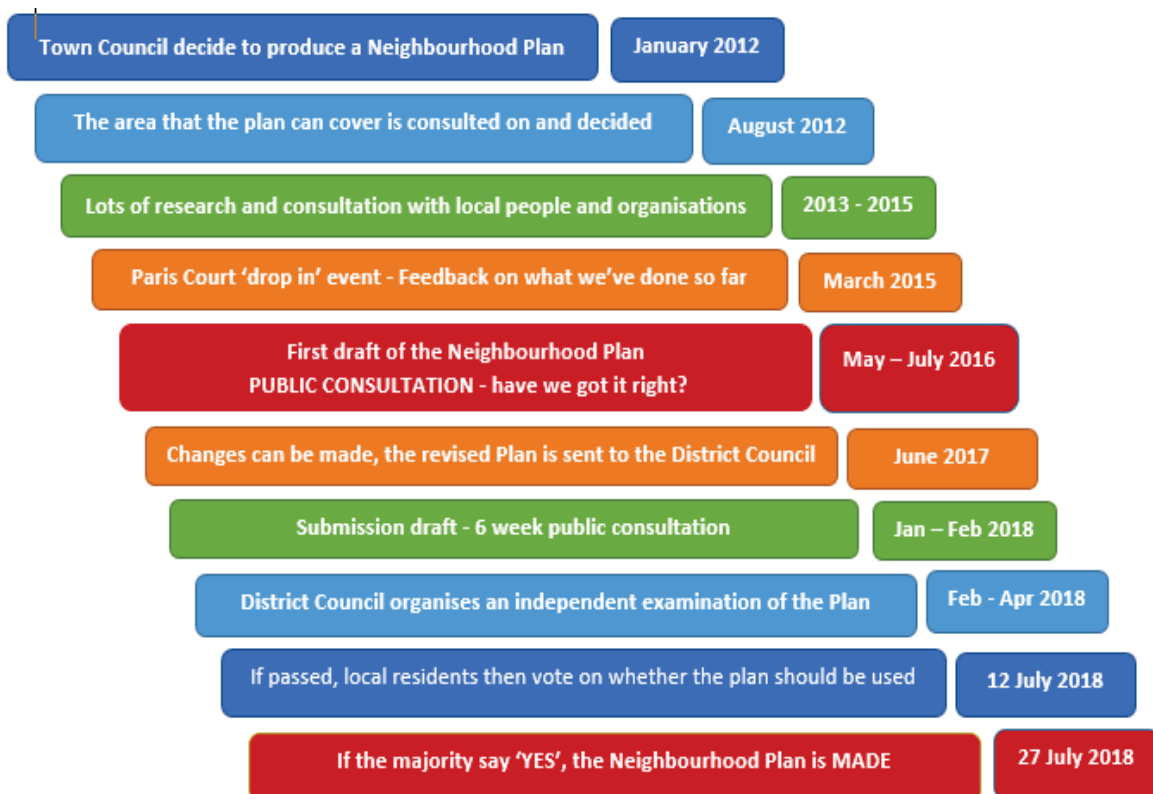 Town Council decide to produce a Neighbourhood Plan
January 2012
The area that the plan can cover is consulted on and decided
August 2012
Lots of research and consultation with local people and organisations
2013 - 2015
Paris Court ‘drop in’ event - Feedback on what we’ve done so far
March 2015
First draft of the Neighbourhood Plan
PUBLIC CONSULTATION - have we got it right?
May – July 2016
Changes can be made, the revised Plan is sent to the District Council
June 2017
Submission draft - 6 week public consultation
Jan – Feb 2018
District Council organises an independent examination of the Plan
Feb - Apr 2018
If passed, local residents then vote on whether the plan should be used
12 July 2018
If the majority say ‘YES’, the Neighbourhood Plan is MADE
27 July 2018